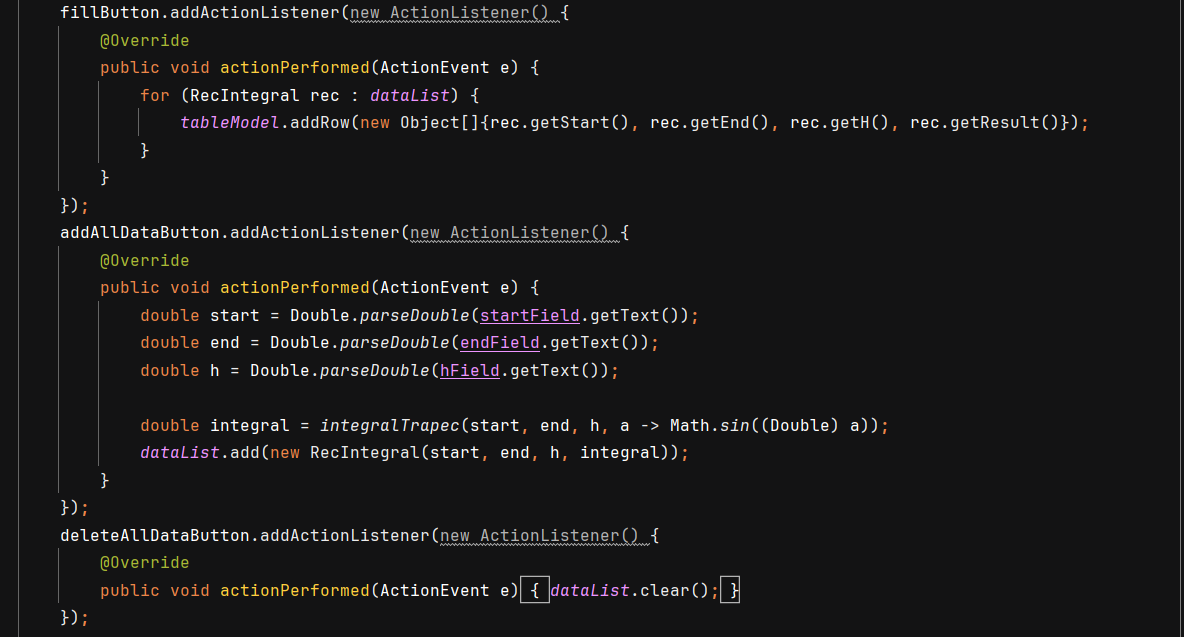 fillButton.addActionListener(new ActionListener() {
    @Override
    public void actionPerformed(ActionEvent e) {
        for (RecIntegral rec : dataList) {
            tableModel.addRow(new Object[]{rec.getStart(), rec.getEnd(), rec.getH(), rec.getResult()});
        }
    }
});
addAllDataButton.addActionListener(new ActionListener() {
    @Override
    public void actionPerformed(ActionEvent e) {
        double start = Double.parseDouble(startField.getText());
        double end = Double.parseDouble(endField.getText());
        double h = Double.parseDouble(hField.getText());

        double integral = integralTrapec(start, end, h, a -> Math.sin((Double) a));
        dataList.add(new RecIntegral(start, end, h, integral));
    }
});
deleteAllDataButton.addActionListener(new ActionListener() {
    @Override
    public void actionPerformed(ActionEvent e) { dataList.clear(); }
});